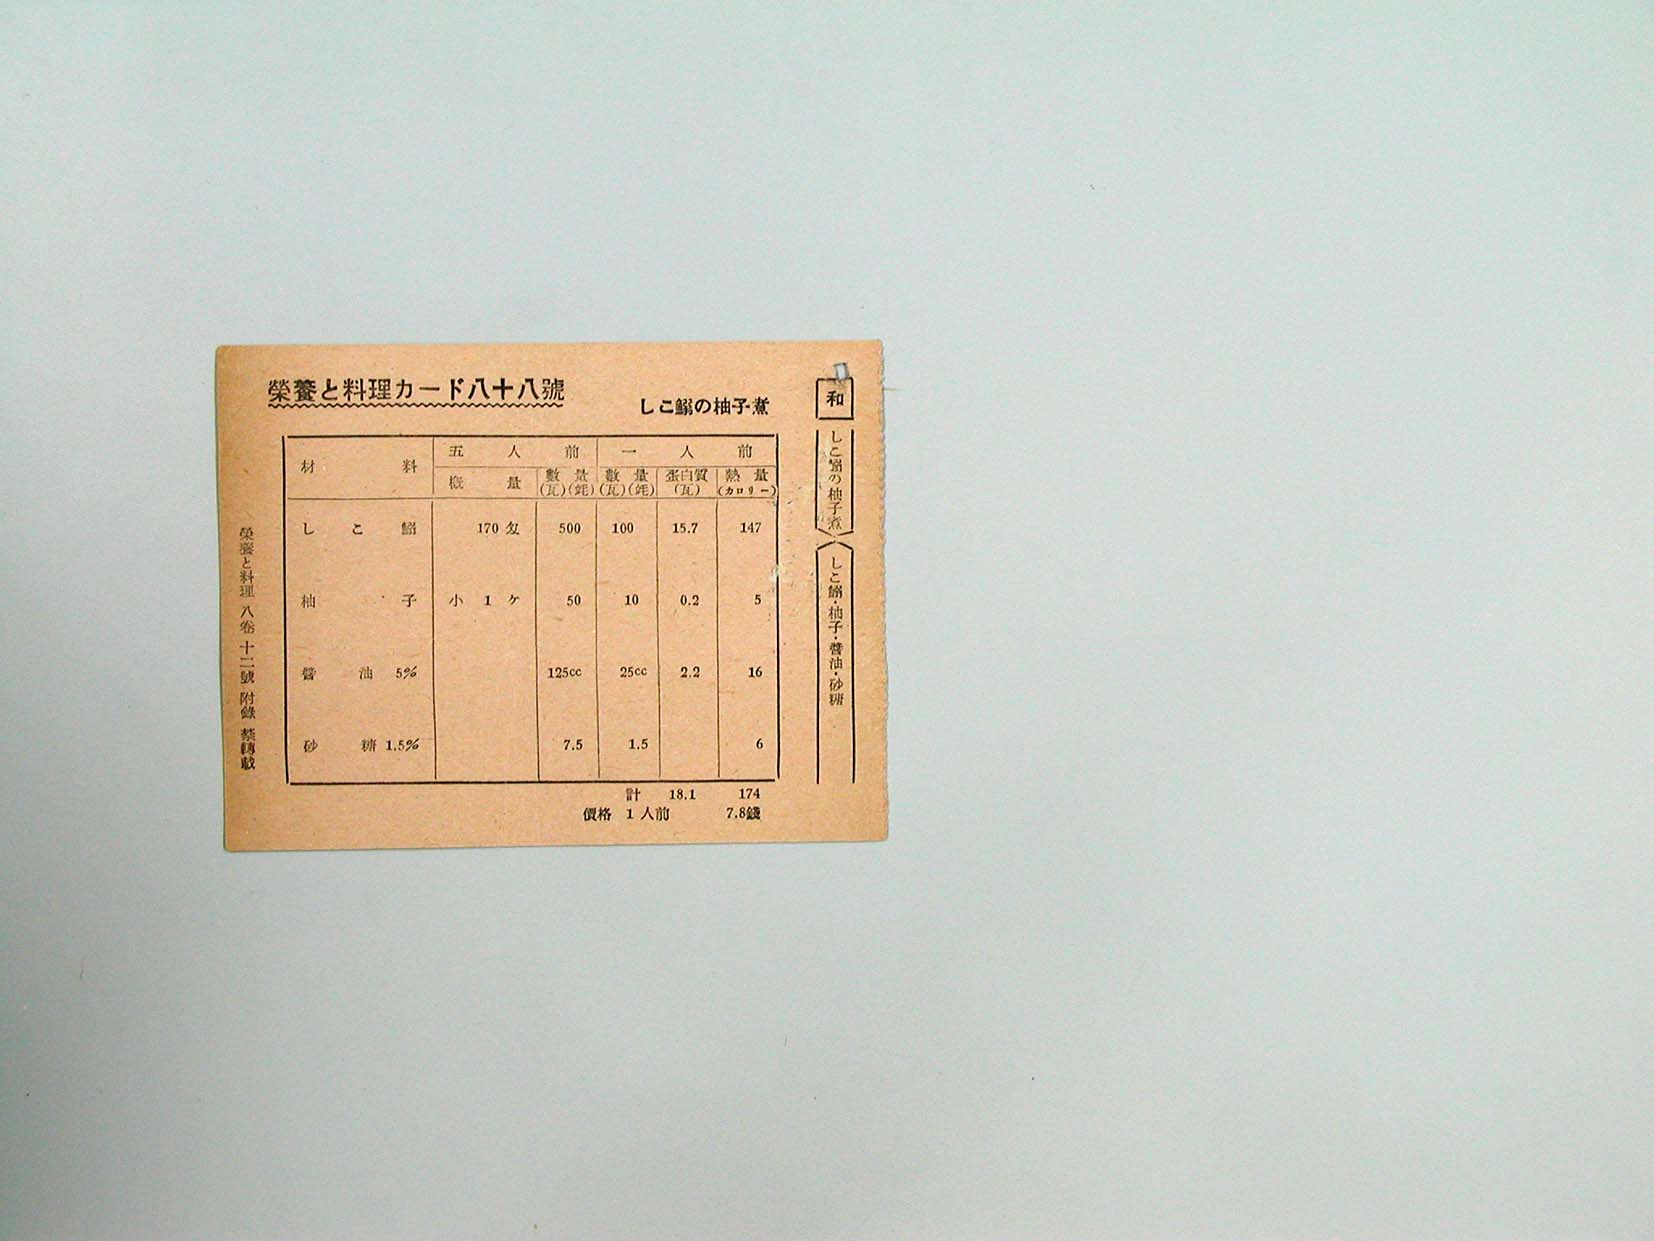 榮養と料理カード八十八號
しこ鰯の柚子煮
材料 五人前 一人前
概量 數量(瓦)(竓) 數量(瓦)(竓) 蛋白質(瓦) 熱量(カロリー)
しこ鰯 170匁 500 100 15.7 147
柚子 小1ケ 50 10 0.2 5
醬油 5% 125cc 25cc 2.2 16
砂糖 1.5% 7.5 1.5 6
計 18.1 174
價格 1人前 7.8錢
和
しこ鰯の柚子煮
しこ鰯・柚子・醬油・砂糖
榮養と料理 八卷 十二號 附錄 禁轉載